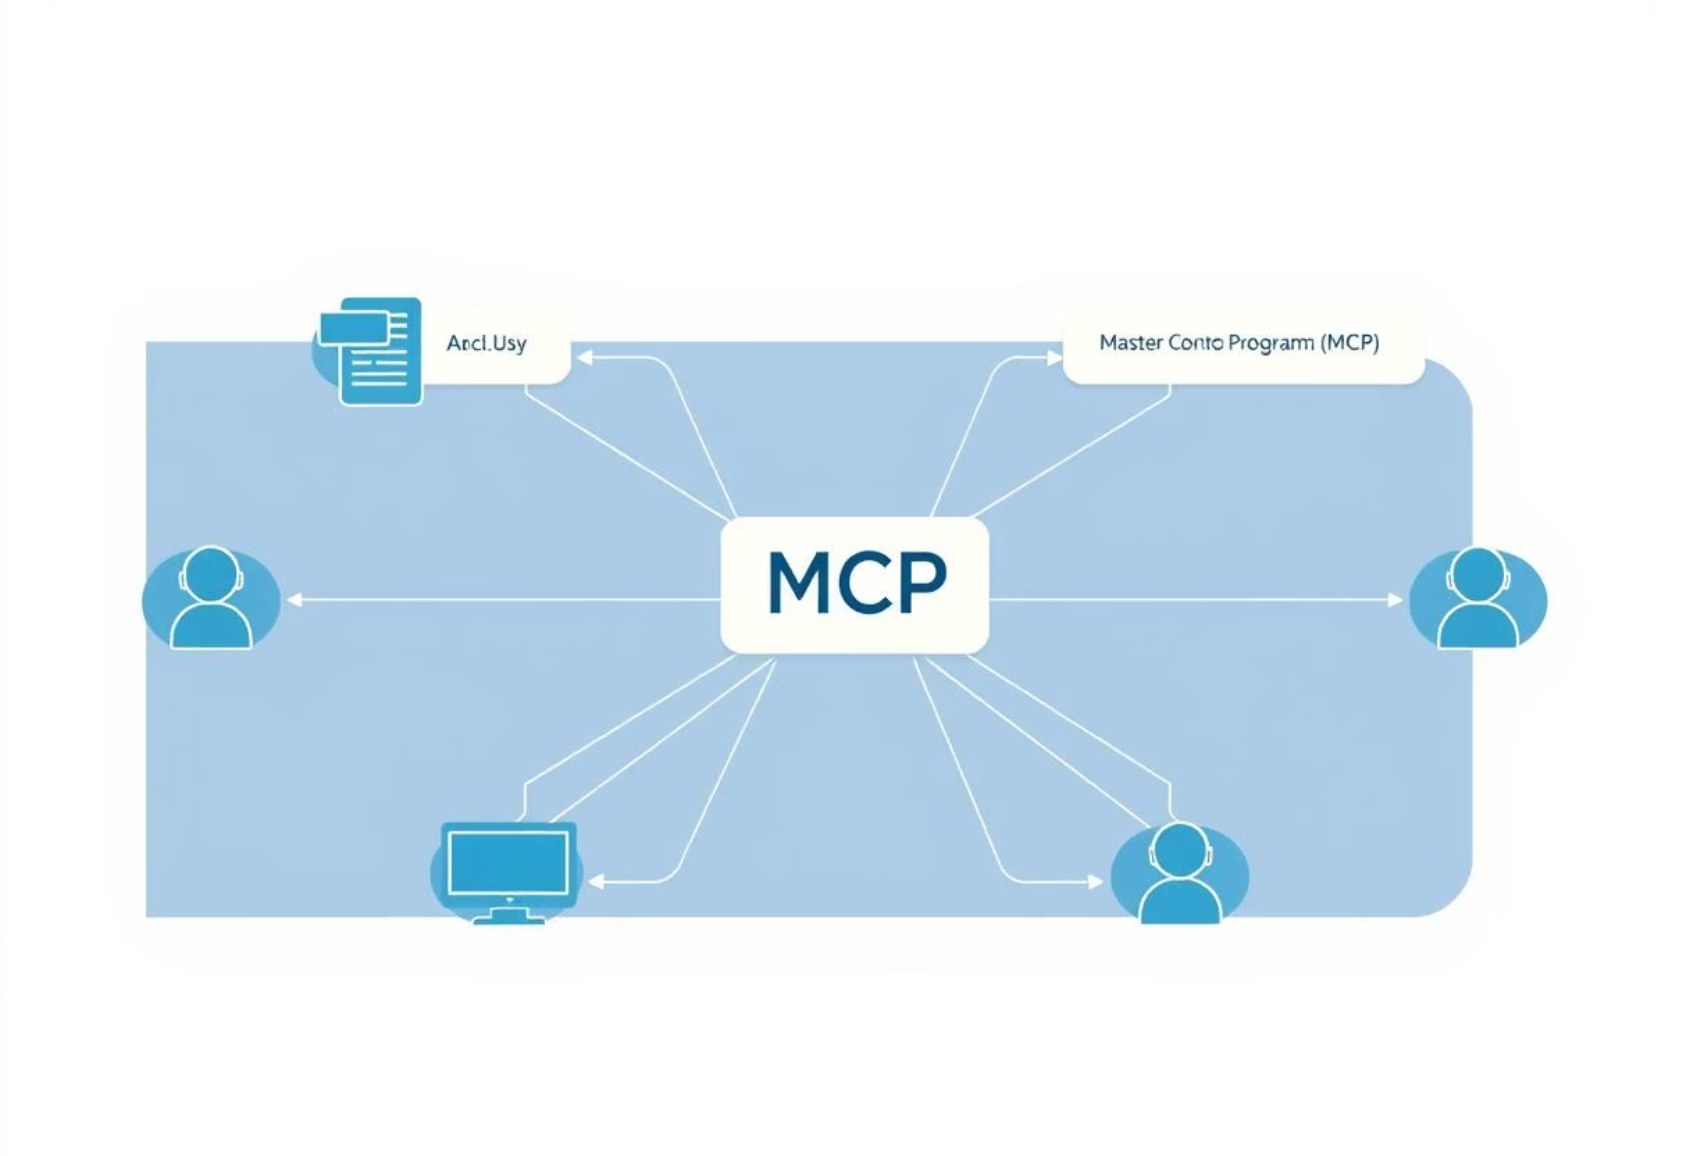 Ancl.Usy
Master Conto Program (MCP)
MCP